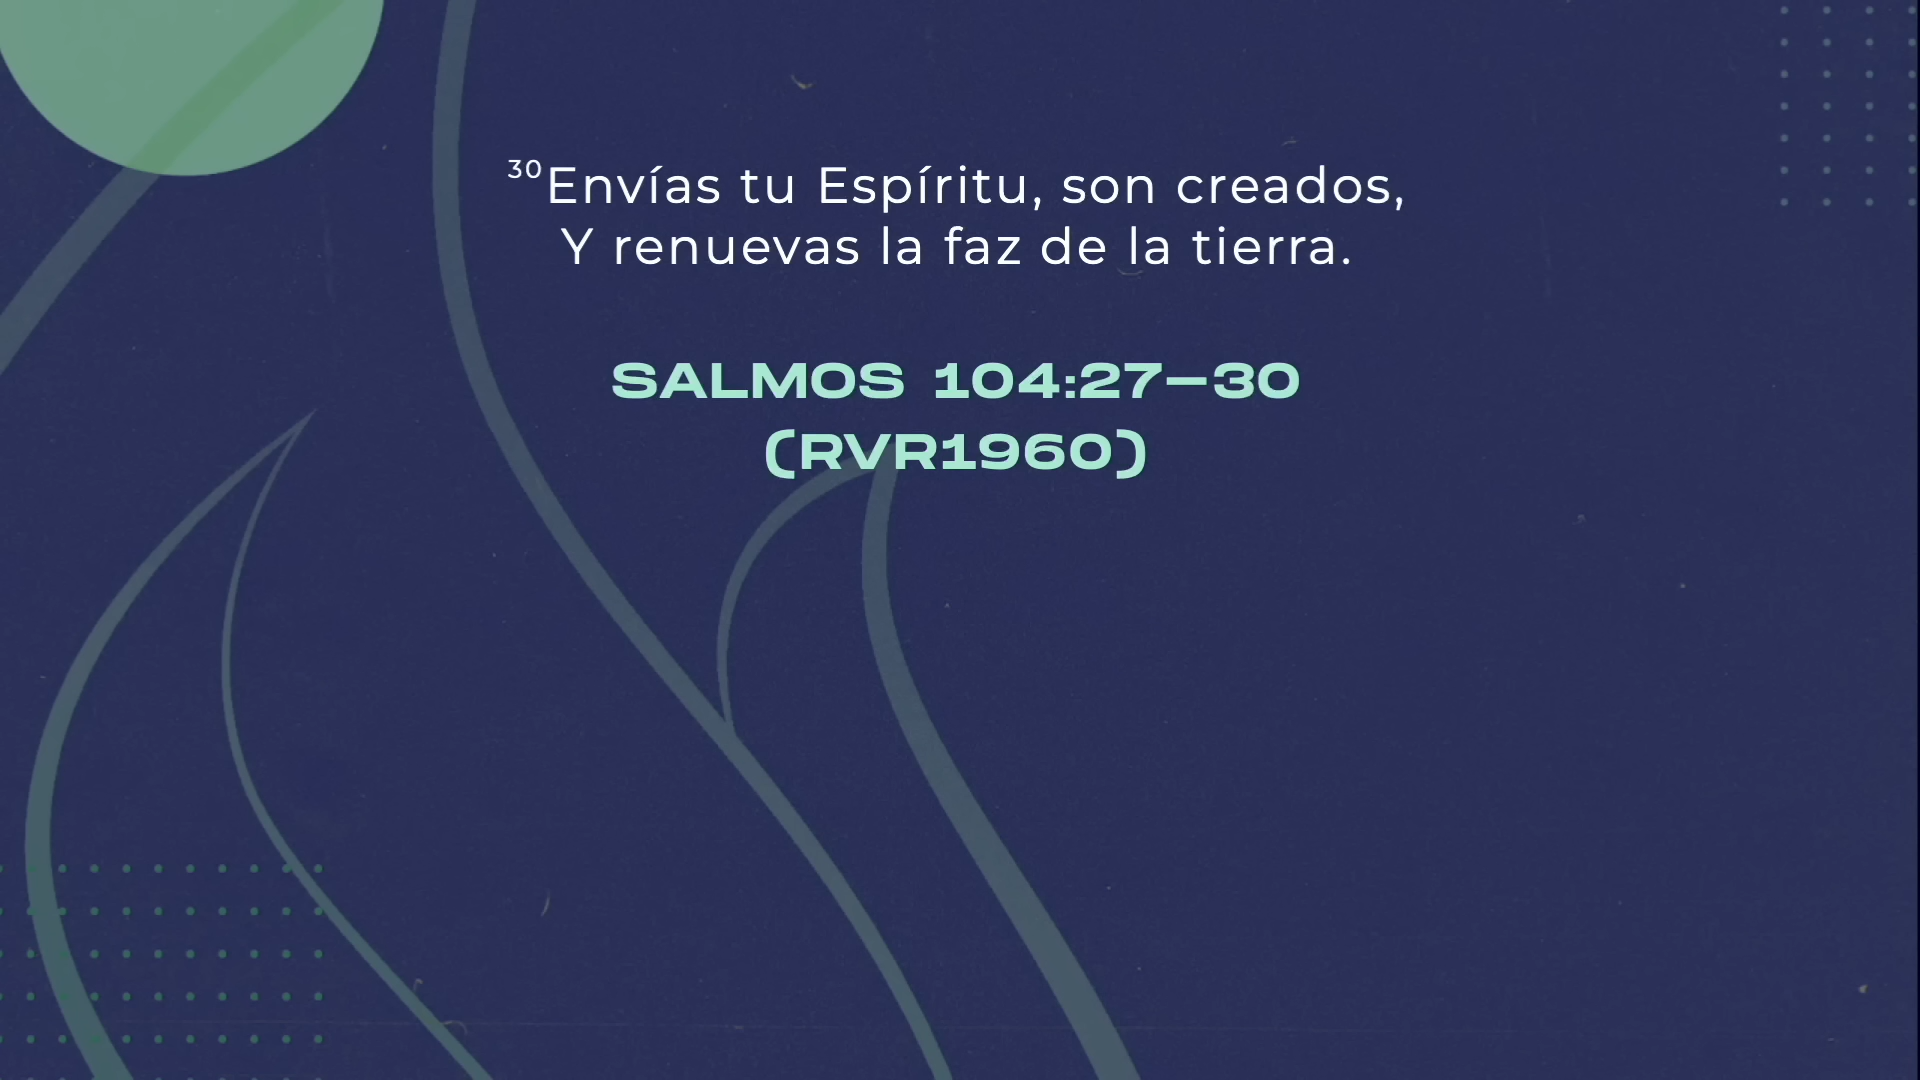 ³⁰Envías tu Espíritu, son creados,
Y renuevas la faz de la tierra.
SALMOS 104:27–30
(RVR1960)